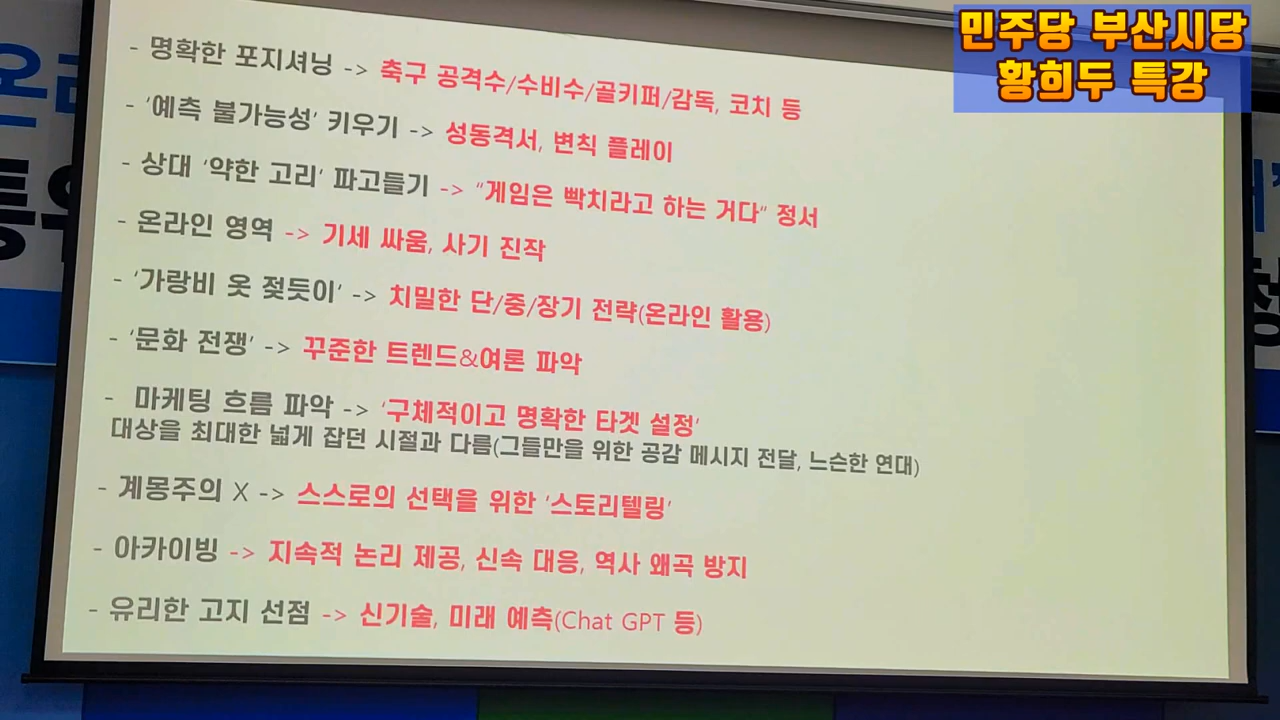 민주당 부산시당
황희두 특강
- 명확한 포지셔닝 -> 축구 공격수/수비수/골키퍼/감독, 코치 등
- '예측 불가능성' 키우기 -> 성동격서, 변칙 플레이
- 상대 '약한 고리' 파고들기 -> "게임은 빡치라고 하는 거다" 정서
- 온라인 영역 -> 기세 싸움, 사기 진작
- '가랑비 옷 젖듯이' -> 치밀한 단/중/장기 전략(온라인 활용)
- '문화 전쟁' -> 꾸준한 트렌드&여론 파악
- 마케팅 흐름 파악 -> '구체적이고 명확한 타겟 설정'
대상을 최대한 넓게 잡던 시절과 다름(그들만을 위한 공감 메시지 전달, 느슨한 연대)
- 계몽주의 X -> 스스로의 선택을 위한 '스토리텔링'
- 아카이빙 -> 지속적 논리 제공, 신속 대응, 역사 왜곡 방지
- 유리한 고지 선점 -> 신기술, 미래 예측(Chat GPT 등)